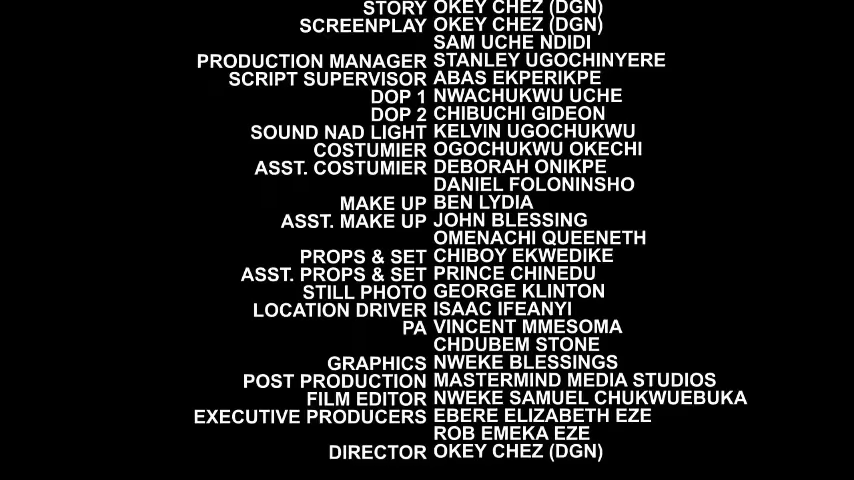 STORY OKEY CHEZ (DGN)
SCREENPLAY OKEY CHEZ (DGN)
SAM UCHE NDIDI
PRODUCTION MANAGER STANLEY UGOCHINYERE
SCRIPT SUPERVISOR ABAS EKPERIKPE
DOP 1 NWACHUKWU UCHE
DOP 2 CHIBUCHI GIDEON
SOUND NAD LIGHT KELVIN UGOCHUKWU
COSTUMIER OGOCHUKWU OKECHI
ASST. COSTUMIER DEBORAH ONIKPE
DANIEL FOLONINSHO
MAKE UP BEN LYDIA
ASST. MAKE UP JOHN BLESSING
OMENACHI QUEENETH
PROPS & SET CHIBOY EKWEDIKE
ASST. PROPS & SET PRINCE CHINEDU
STILL PHOTO GEORGE KLINTON
LOCATION DRIVER ISAAC IFEANYI
PA VINCENT MMESOMA
CHDUBEM STONE
GRAPHICS NWEKE BLESSINGS
POST PRODUCTION MASTERMIND MEDIA STUDIOS
FILM EDITOR NWEKE SAMUEL CHUKWUEBUKA
EXECUTIVE PRODUCERS EBERE ELIZABETH EZE
ROB EMEKA EZE
DIRECTOR OKEY CHEZ (DGN)